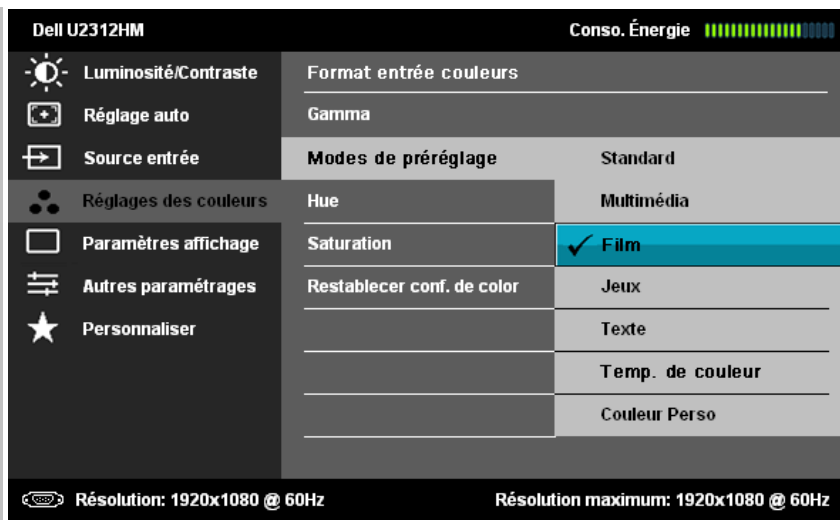 Dell U2312HM Conso. Énergie
Luminosité/Contraste Format entrée couleurs
Réglage auto Gamma
Source entrée Modes de préréglage Standard
Réglages des couleurs Hue Multimédia
Paramètres affichage Saturation Film
Autres paramétrages Restablecer conf. de color Jeux
Personnaliser Texte
Temp. de couleur
Couleur Perso
Résolution: 1920x1080 @ 60Hz Résolution maximum: 1920x1080 @ 60Hz